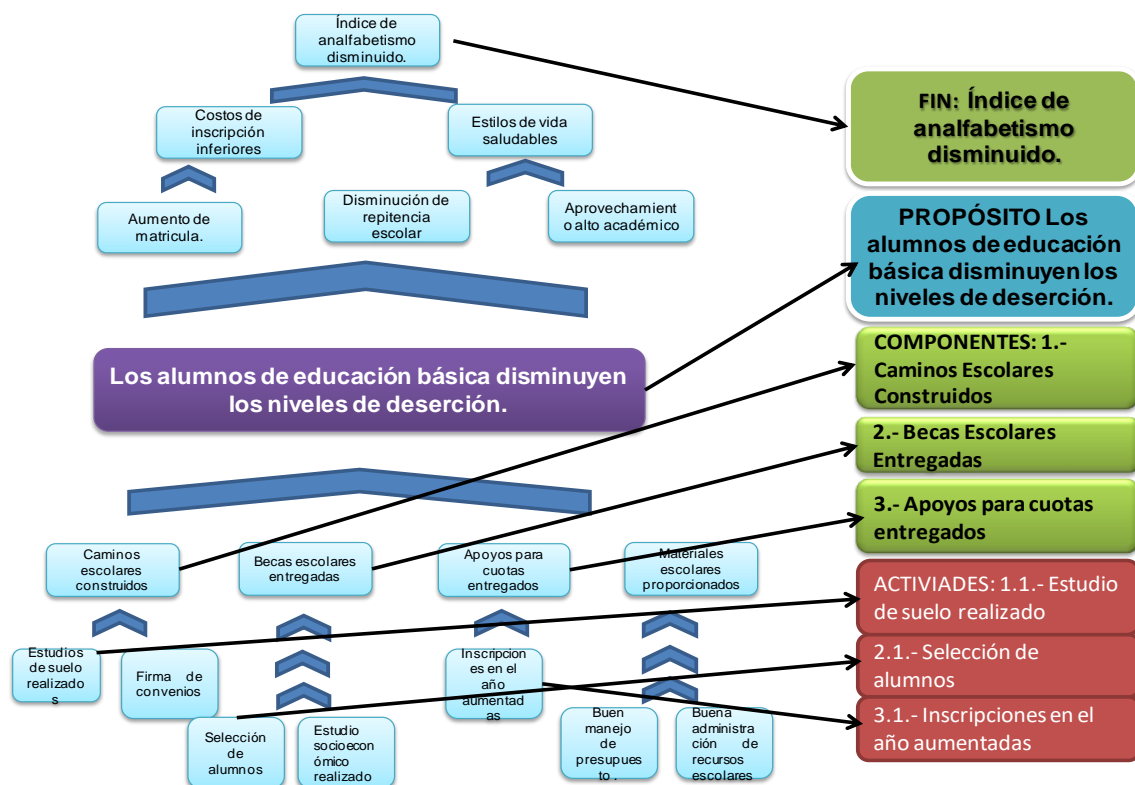 Índice de
analfabetismo
disminuido.
Costos de
inscripción
inferiores
Estilos de vida
saludables
Aumento de
matricula.
Disminución de
repitencia
escolar
Aprovechamient
o alto académico
Los alumnos de educación básica disminuyen
los niveles de deserción.
Caminos
escolares
construidos
Becas escolares
entregadas
Apoyos para
cuotas
entregados
Materiales
escolares
proporcionados
Estudios
de suelo
realizado
s
Firma de
convenios
Selección
de
alumnos
Estudio
socioecon
ómico
realizado
Inscripcion
es en el
año
aumenta
das
Buen
manejo
de
presupue
sto .
Buena
administra
ción de
recursos
escolares
FIN: Índice de
analfabetismo
disminuido.
PROPÓSITO Los
alumnos de educación
básica disminuyen los
niveles de deserción.
COMPONENTES: 1.-
Caminos Escolares
Construidos
2.- Becas Escolares
Entregadas
3.- Apoyos para cuotas
entregados
ACTIVIADES: 1.1.- Estudio
de suelo realizado
2.1.- Selección de
alumnos
3.1.- Inscripciones en el
año aumentadas